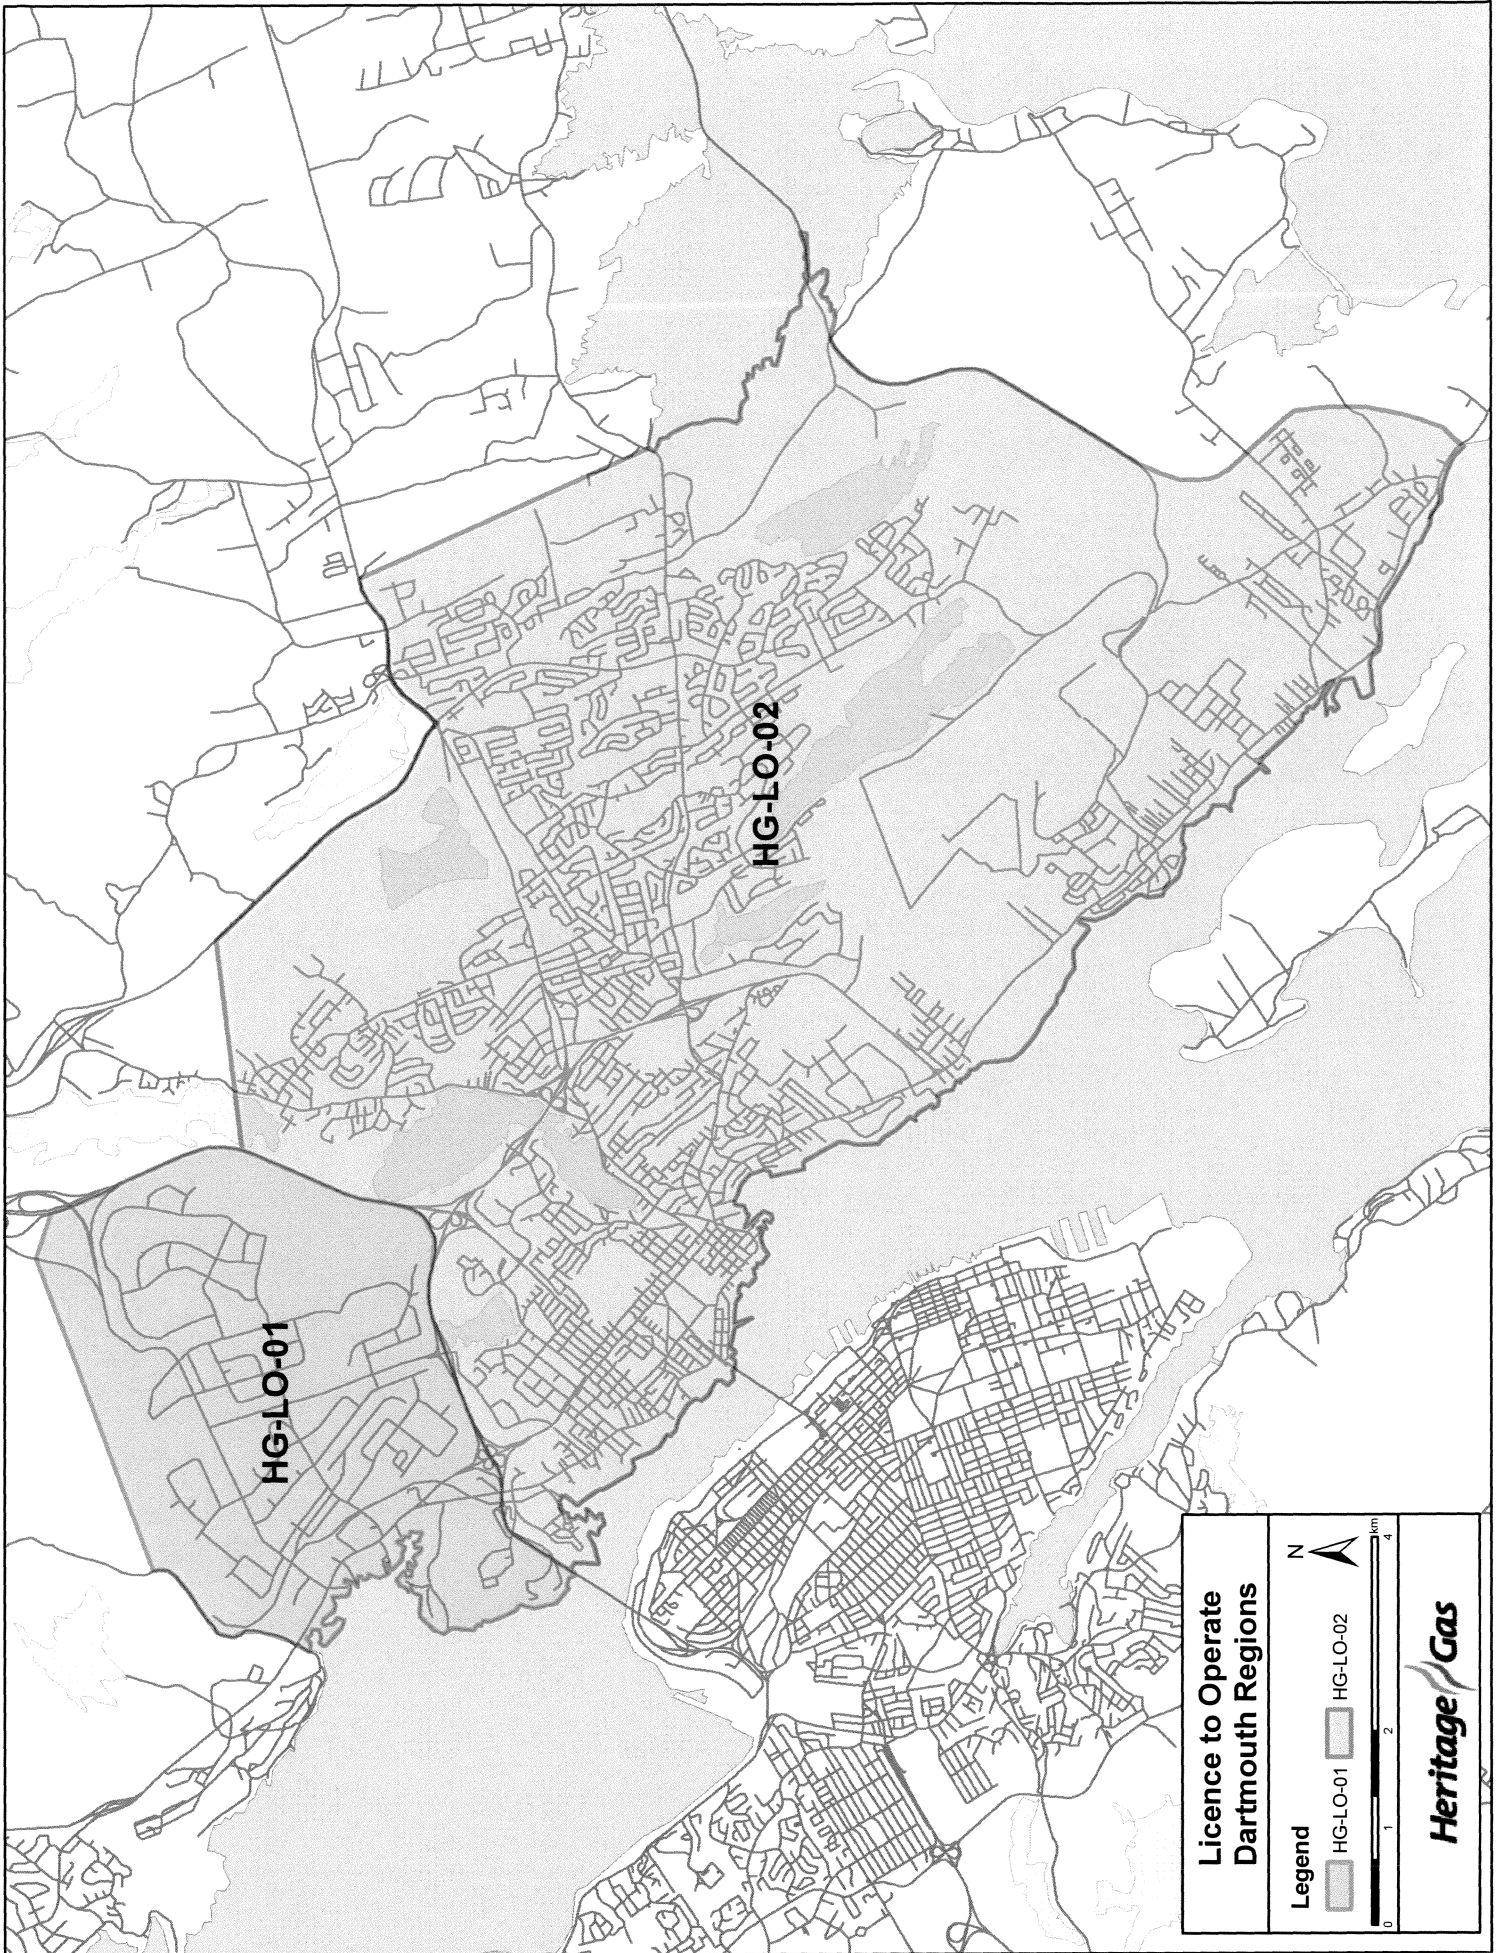 HG-LO-01
HG-LO-02
Licence to Operate
Dartmouth Regions
Legend
HG-LO-01
HG-LO-02
N
0
1
2
4
km
Heritage Gas